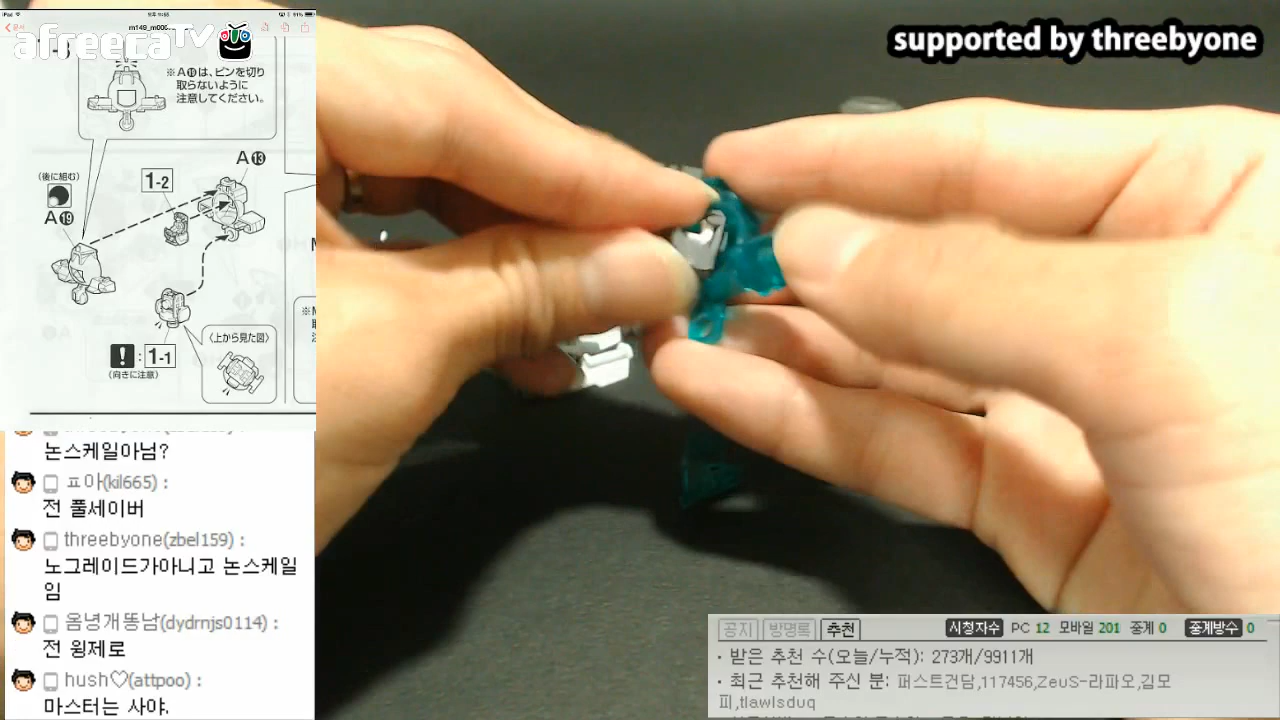 iPad
m149_m00
91%
afreecaTV
supported by threebyone
1-3
※A⑲は、ピンを切り
取らないように
注意してください。
A⑬
1-2
(後に組む)
A⑲
! : 1-1
(向きに注意)
〈上から見た図〉
논스케일아넘?
ㅍ아(kil665) :
전 풀세이버
threebyone(zbel159) :
노그레이드가아니고 논스케일
임
옴녕개똥남(dydrnjs0114) :
전 윙제로
hush♡(attpoo) :
마스터는 사야.
공지 방명록 추천 시청자수 PC 12 모바일 201 중계 0 중계방수 0
· 받은 추천 수(오늘/누적): 273개/9911개
· 최근 추천해 주신 분: 퍼스트건담,117456,ZeuS-라파오,김모
피,tlawlsduq